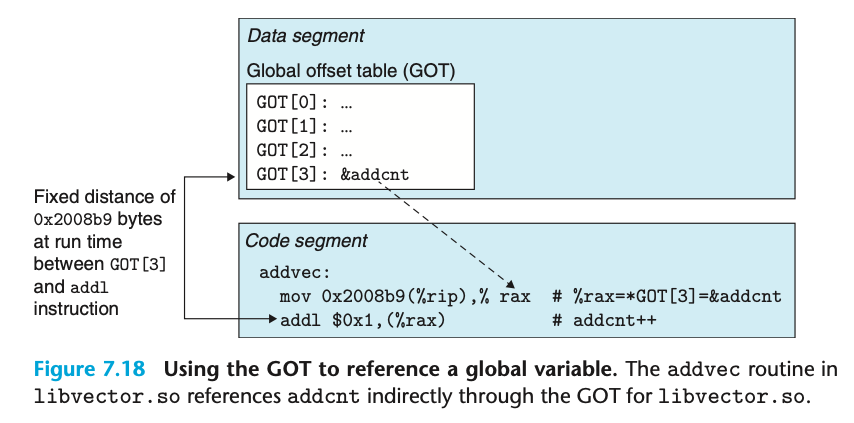 Data segment
Global offset table (GOT)
GOT[0]: …
GOT[1]: …
GOT[2]: …
GOT[3]: &addcnt
Fixed distance of
0x2008b9 bytes
at run time
between GOT[3]
and addl
instruction
Code segment
addvec:
mov 0x2008b9(%rip),% rax # %rax=*GOT[3]=&addcnt
addl $0x1,(%rax) # addcnt++
Figure 7.18 Using the GOT to reference a global variable. The addvec routine in
libvector.so references addcnt indirectly through the GOT for libvector.so.